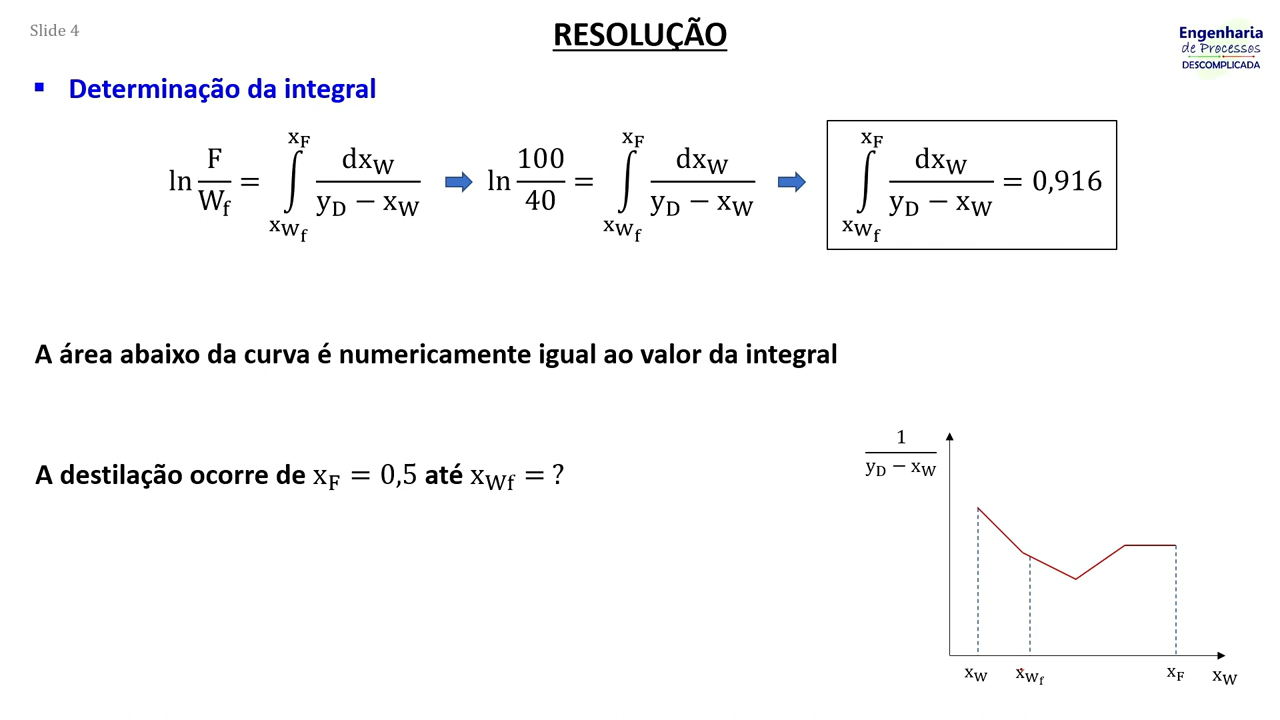 Slide 4
RESOLUÇÃO
Engenharia
de Processos
DESCOMPLICADA
▪ Determinação da integral
ln F/W_f = ∫_{x_{W_f}}^{x_F} dx_W/(y_D − x_W) ➡ ln 100/40 = ∫_{x_{W_f}}^{x_F} dx_W/(y_D − x_W) ➡ ∫_{x_{W_f}}^{x_F} dx_W/(y_D − x_W) = 0,916
A área abaixo da curva é numericamente igual ao valor da integral
A destilação ocorre de x_F = 0,5 até x_{Wf} = ?
1/(y_D − x_W)
x_W x_{W_f} x_F x_W